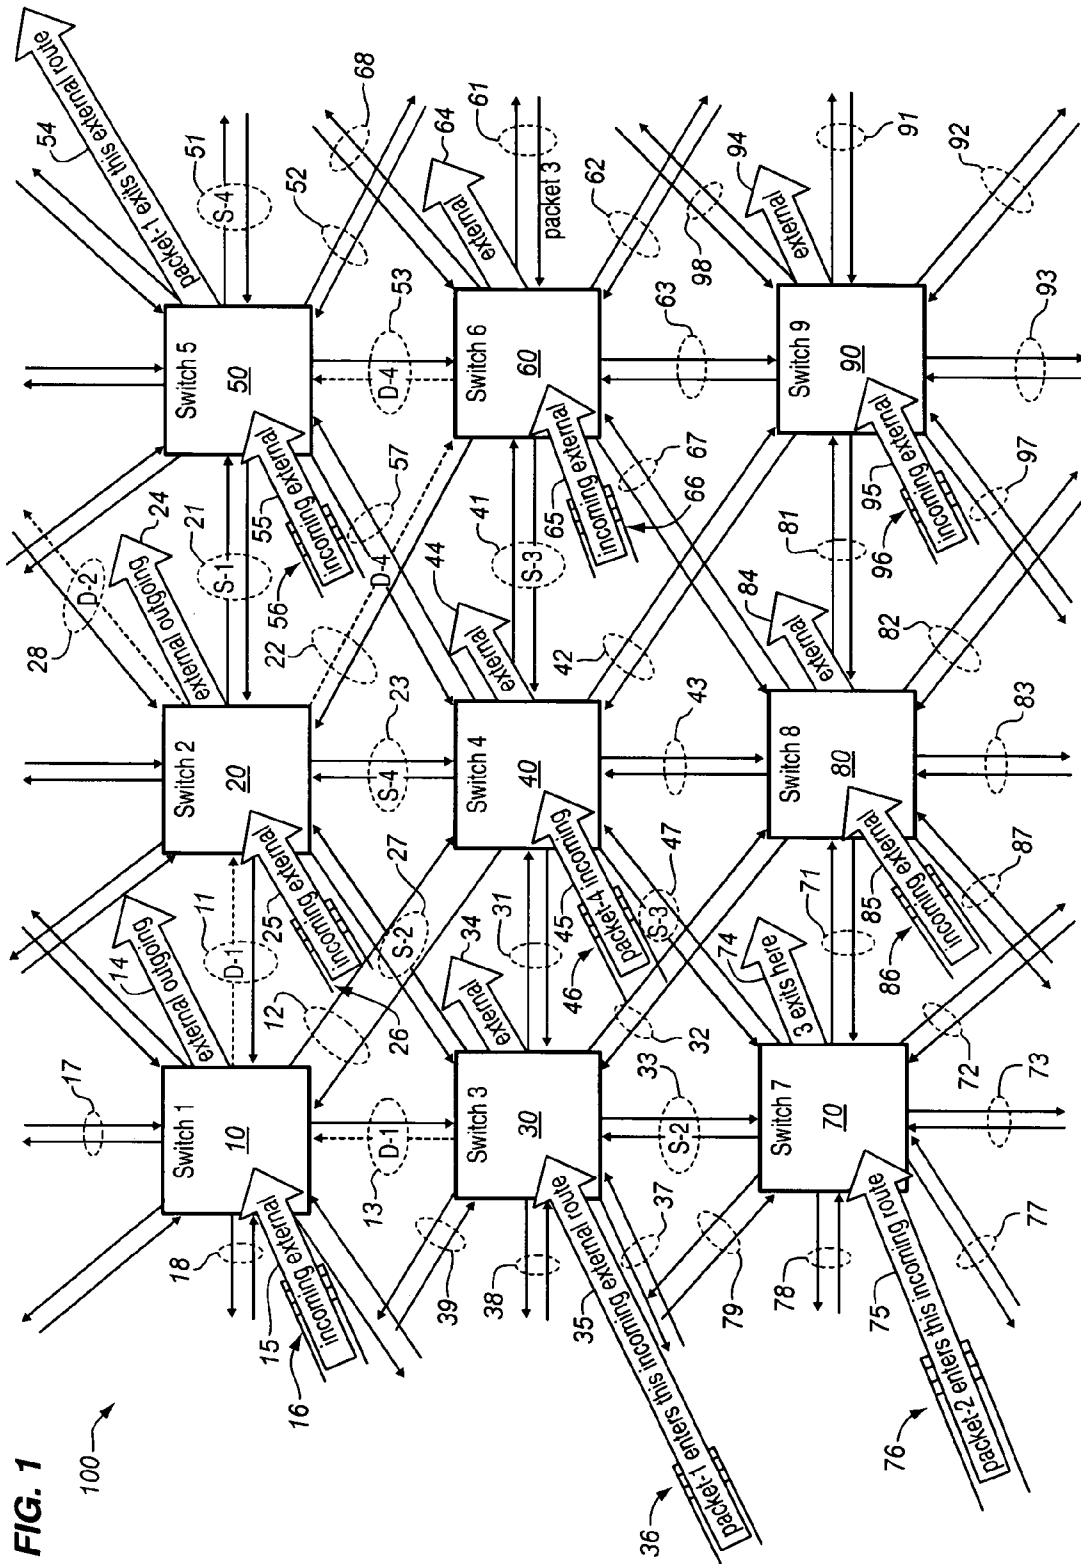 FIG. 1
100
17
Switch 1
10
18
incoming external
15
16
external outgoing
14
D-1
11
12
D-1
13
Switch 2
20
incoming external
25
26
external outgoing
24
D-2
28
S-1
21
22
D-4
S-4
23
S-2
27
Switch 5
50
incoming external
55
56
packet-1 exits this external route
54
S-4
51
52
D-4
53
57
68
Switch 3
30
39
38
37
packet-1 enters this incoming external route
35
36
external
34
31
32
S-2
33
Switch 4
40
packet-4 incoming
45
46
external
44
S-3
41
42
43
S-3
47
Switch 6
60
incoming external
65
66
external
64
61
packet 3
62
63
67
Switch 7
70
79
78
77
packet-2 enters this incoming route
75
76
3 exits here
74
71
72
73
Switch 8
80
incoming external
85
86
87
external
84
81
82
83
Switch 9
90
incoming external
95
96
97
external
94
98
91
92
93